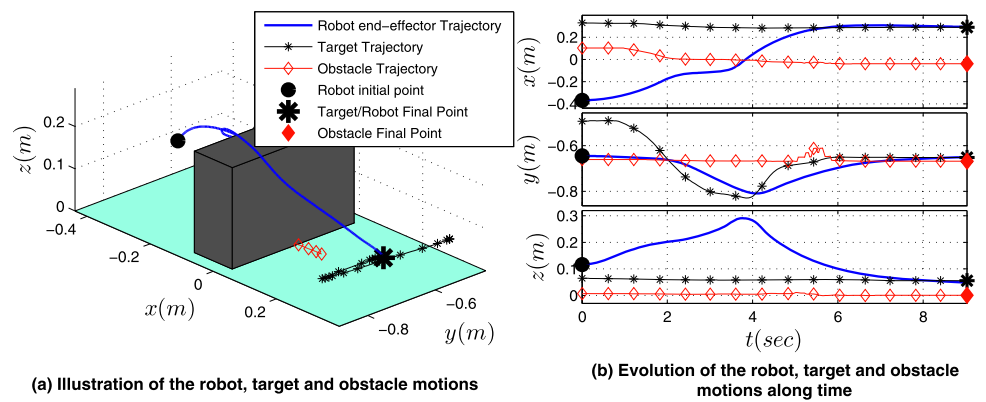 Robot end−effector Trajectory
Target Trajectory
Obstacle Trajectory
Robot initial point
Target/Robot Final Point
Obstacle Final Point
z(m)
0.2
0.1
0
−0.4
−0.2
0
0.2
x(m)
−0.8
−0.6
y(m)
(a) Illustration of the robot, target and obstacle motions
x(m)
0.2
0
−0.2
−0.4
y(m)
−0.6
−0.8
z(m)
0.3
0.2
0.1
0
0 2 4 6 8
t(sec)
(b) Evolution of the robot, target and obstacle
motions along time